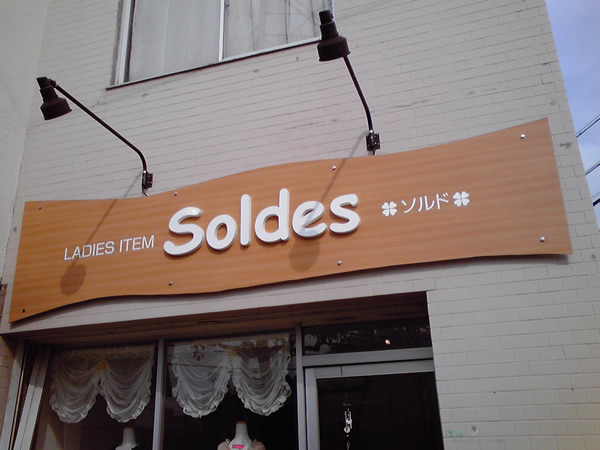 LADIES ITEM Soldes ソルド